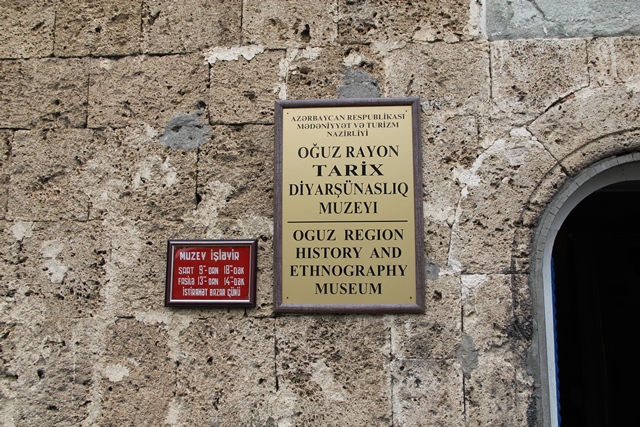 AZƏRBAYCAN RESPUBLİKASI
MƏDƏNİYYƏT VƏ TURİZM
NAZİRLİYİ
OĞUZ RAYON
TARİX
DİYARŞÜNASLIQ
MUZEYI
OGUZ REGION
HISTORY AND
ETHNOGRAPHY
MUSEUM
MUZEY İŞLƏYİR
SAAT 9⁰⁰-DAN 18⁰⁰-DƏK
FASİLƏ 13⁰⁰-DAN 14⁰⁰-DƏK
İSTİRAHƏT BAZAR GÜNÜ